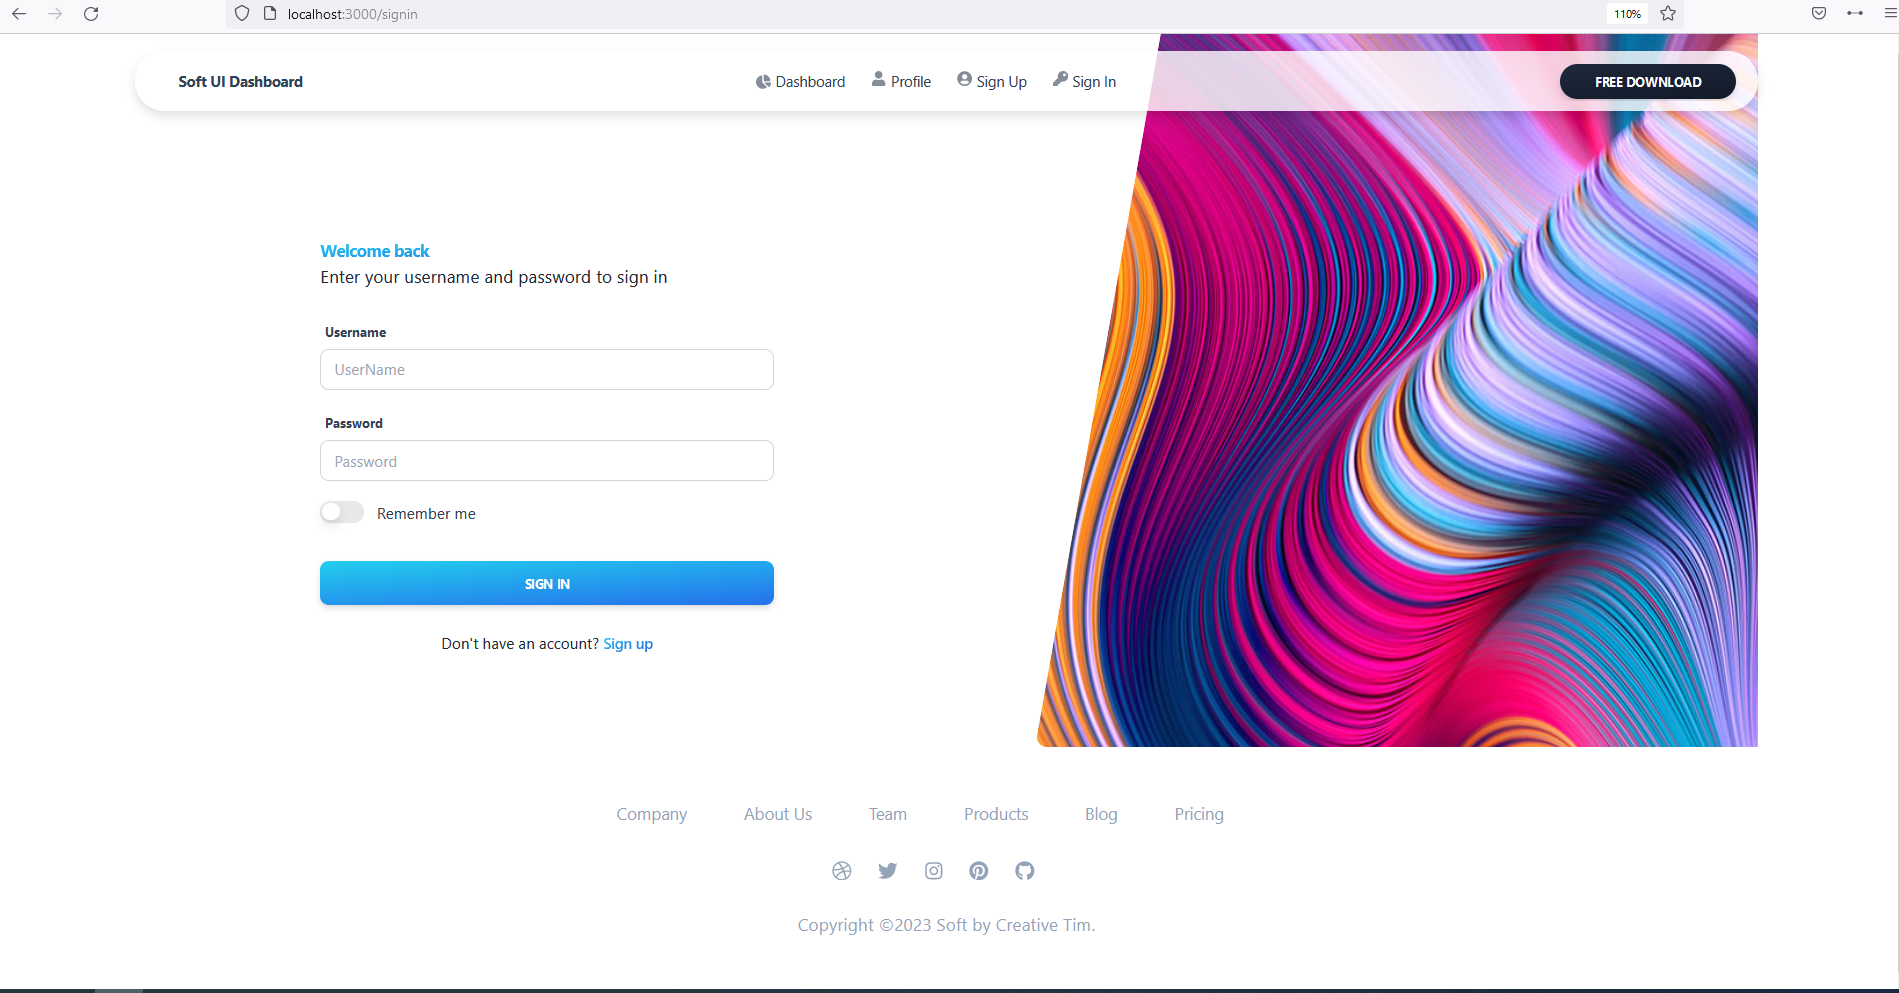 localhost:3000/signin 110%
Soft UI Dashboard Dashboard Profile Sign Up Sign In FREE DOWNLOAD
Welcome back
Enter your username and password to sign in
Username
UserName
Password
Password
Remember me
SIGN IN
Don't have an account? Sign up
Company About Us Team Products Blog Pricing
Copyright ©2023 Soft by Creative Tim.